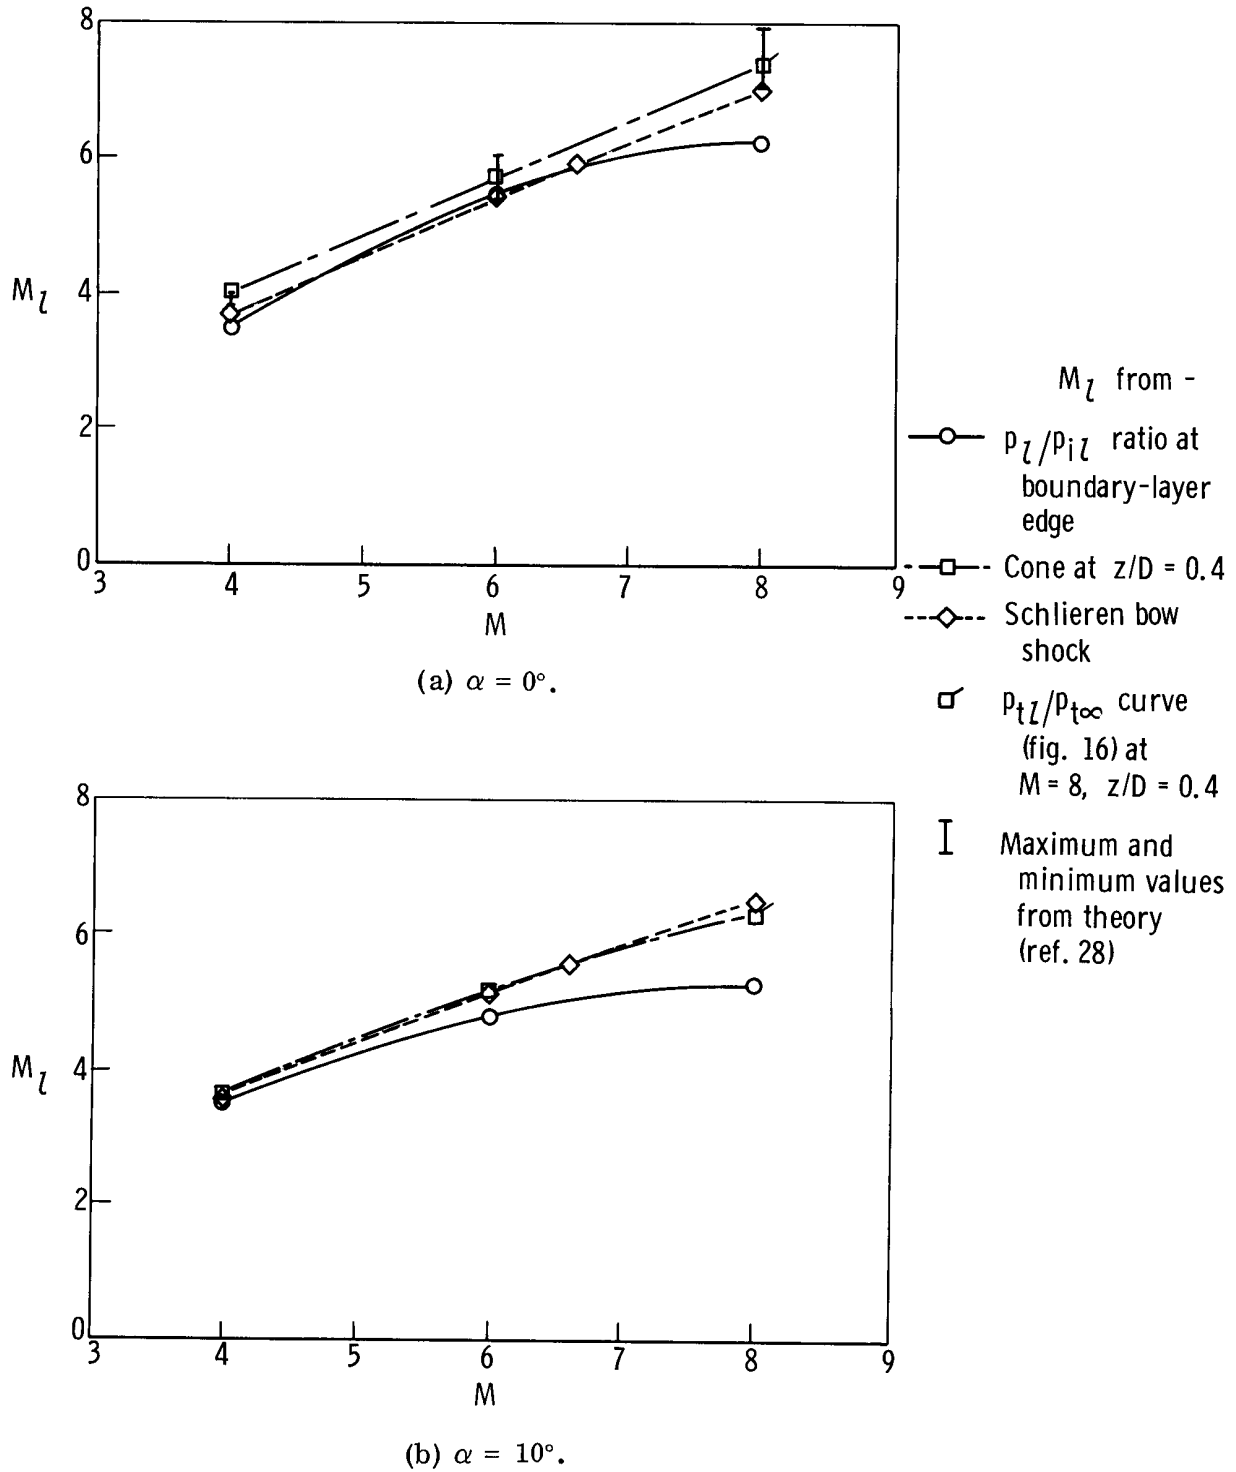 8
6
M_l 4
2
0
3 4 5 6 7 8 9
M
(a) α = 0°.
M_l from -
p_l/p_il ratio at
boundary-layer
edge
Cone at z/D = 0.4
Schlieren bow
shock
p_tl/p_t∞ curve
(fig. 16) at
M = 8, z/D = 0.4
Maximum and
minimum values
from theory
(ref. 28)
8
6
M_l 4
2
0
3 4 5 6 7 8 9
M
(b) α = 10°.